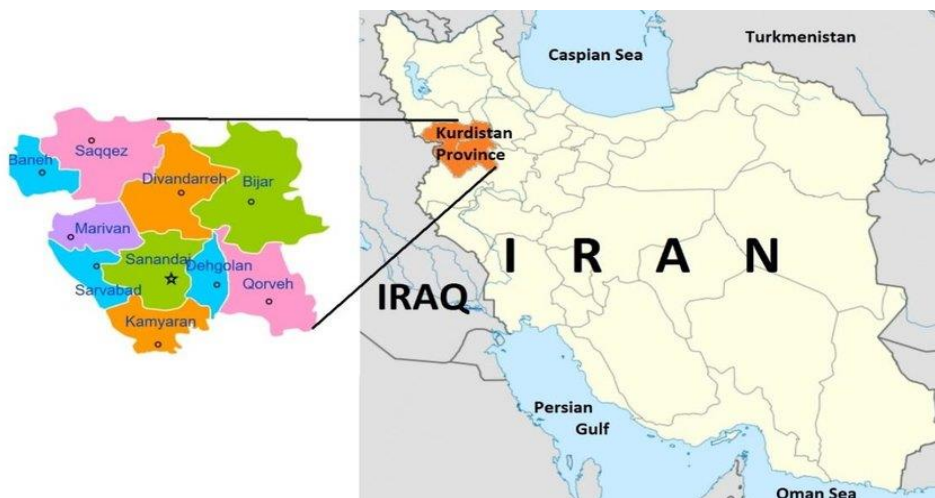 Baneh
Saqqez
Divandarreh
Bijar
Marivan
Sanandaj
Dehgolan
Sarvabad
Qorveh
Kamyaran
Caspian Sea
Turkmenistan
Kurdistan
Province
I R A N
IRAQ
Persian
Gulf
Oman Sea